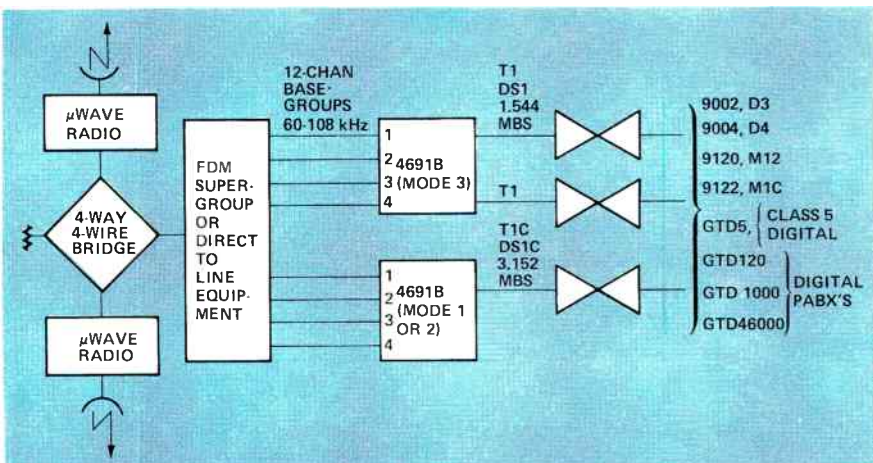 μWAVE
RADIO
4-WAY
4-WIRE
BRIDGE
μWAVE
RADIO
FDM
SUPER-
GROUP
OR
DIRECT
TO
LINE
EQUIP-
MENT
12-CHAN
BASE-
GROUPS
60-108 kHz
1
2
3
4
4691B
(MODE 3)
1
2
3
4
4691B
(MODE 1
OR 2)
T1
DS1
1.544
MBS
T1
T1C
DS1C
3.152
MBS
9002, D3
9004, D4
9120, M12
9122, M1C
GTD5,
CLASS 5
DIGITAL
GTD120
GTD 1000
GTD46000
DIGITAL
PABX'S